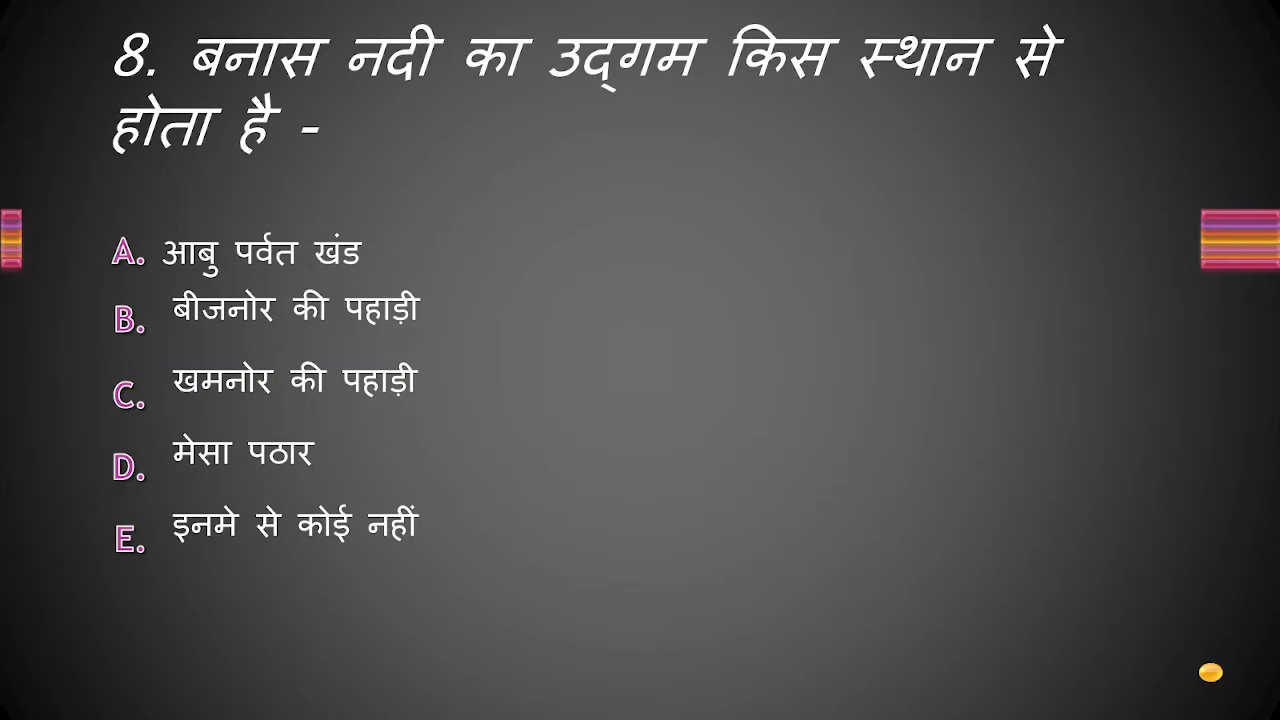 8. बनास नदी का उद्गम किस स्थान से
होता है -
A. आबु पर्वत खंड
B. बीजनोर की पहाड़ी
C. खमनोर की पहाड़ी
D. मेसा पठार
E. इनमे से कोई नहीं